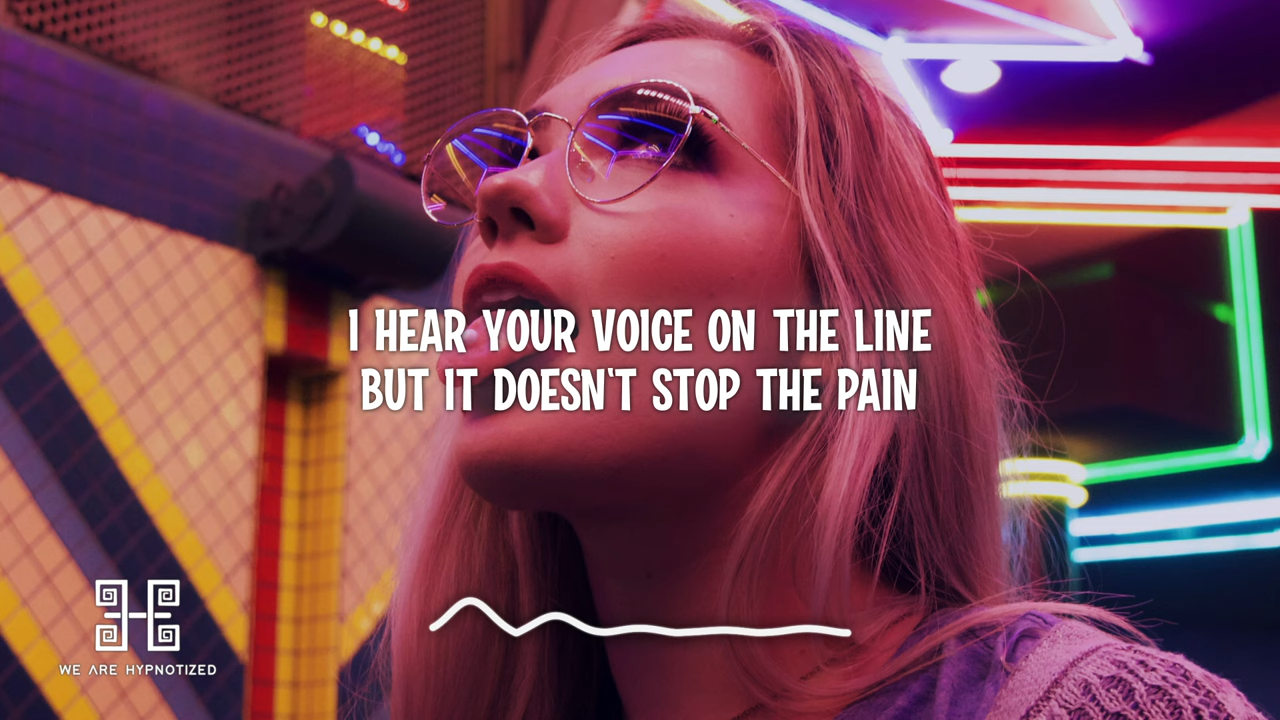 I HEAR YOUR VOICE ON THE LINE
BUT IT DOESN'T STOP THE PAIN
WE ARE HYPNOTIZED